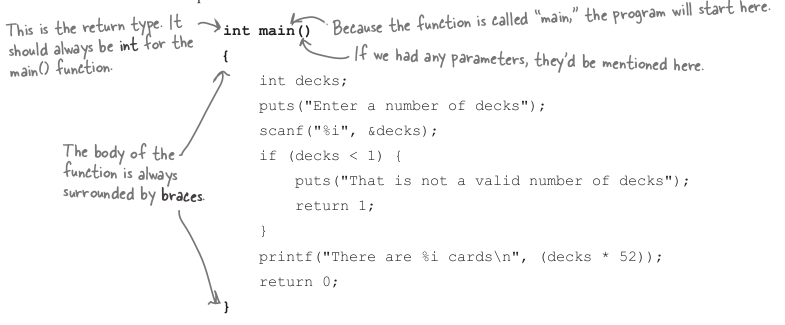 This is the return type. It
should always be int for the
main() function.
int main()
Because the function is called “main,” the program will start here.
{
If we had any parameters, they’d be mentioned here.
int decks;
puts("Enter a number of decks");
scanf("%i", &decks);
if (decks < 1) {
puts("That is not a valid number of decks");
return 1;
}
printf("There are %i cards\n", (decks * 52));
return 0;
}
The body of the
function is always
surrounded by braces.